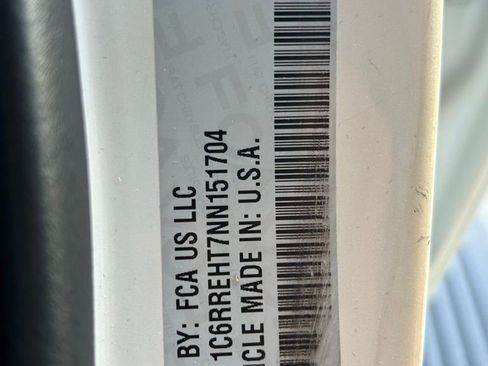 BY: FCA US LLC
1C6RREHT7NN151704
ICLE MADE IN: U.S.A.